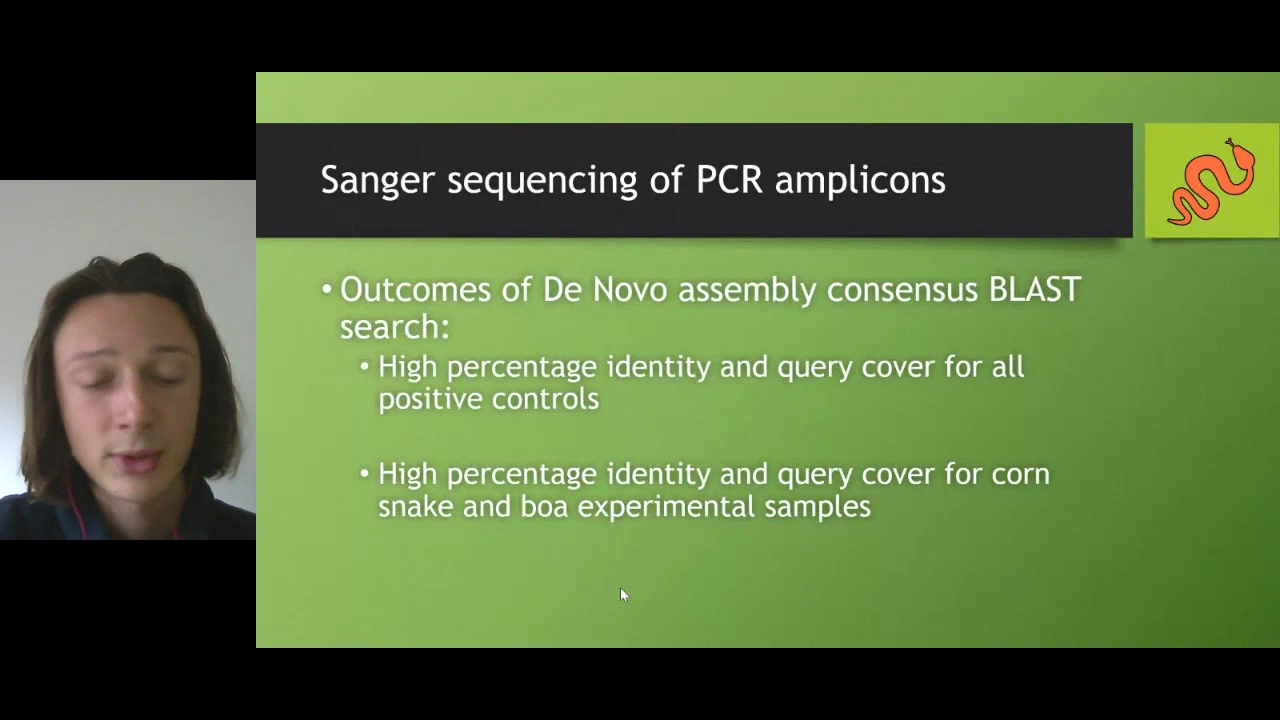 Sanger sequencing of PCR amplicons
• Outcomes of De Novo assembly consensus BLAST
search:
• High percentage identity and query cover for all
positive controls
• High percentage identity and query cover for corn
snake and boa experimental samples